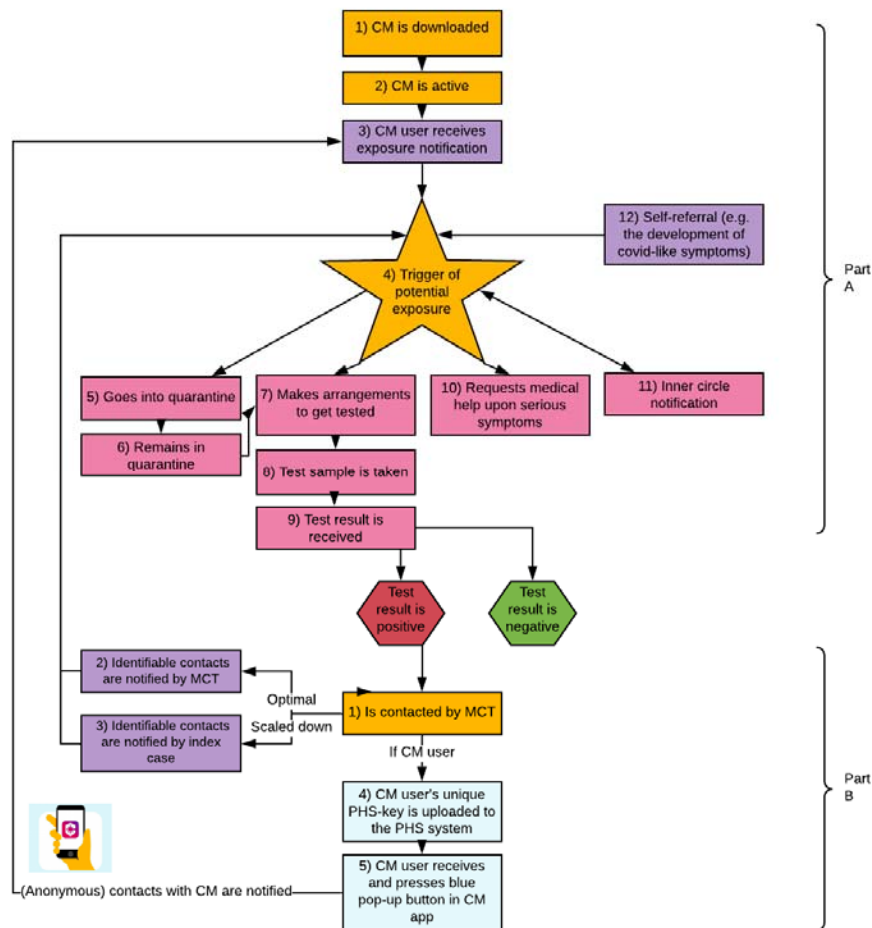 1) CM is downloaded
2) CM is active
3) CM user receives
exposure notification
12) Self-referral (e.g.
the development of
covid-like symptoms)
4) Trigger of
potential
exposure
Part
A
5) Goes into quarantine
6) Remains in
quarantine
7) Makes arrangements
to get tested
10) Requests medical
help upon serious
symptoms
11) Inner circle
notification
8) Test sample is taken
9) Test result is
received
Test
result is
positive
Test
result is
negative
2) Identifiable contacts
are notified by MCT
Optimal
Scaled down
3) Identifiable contacts
are notified by index
case
1) Is contacted by MCT
If CM user
4) CM user's unique
PHS-key is uploaded to
the PHS system
Part
B
5) CM user receives
and presses blue
pop-up button in CM
app
(Anonymous) contacts with CM are notified